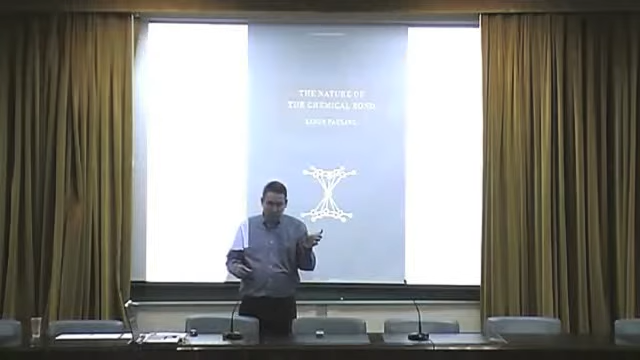 THE NATURE OF
THE CHEMICAL BOND
LINUS PAULING